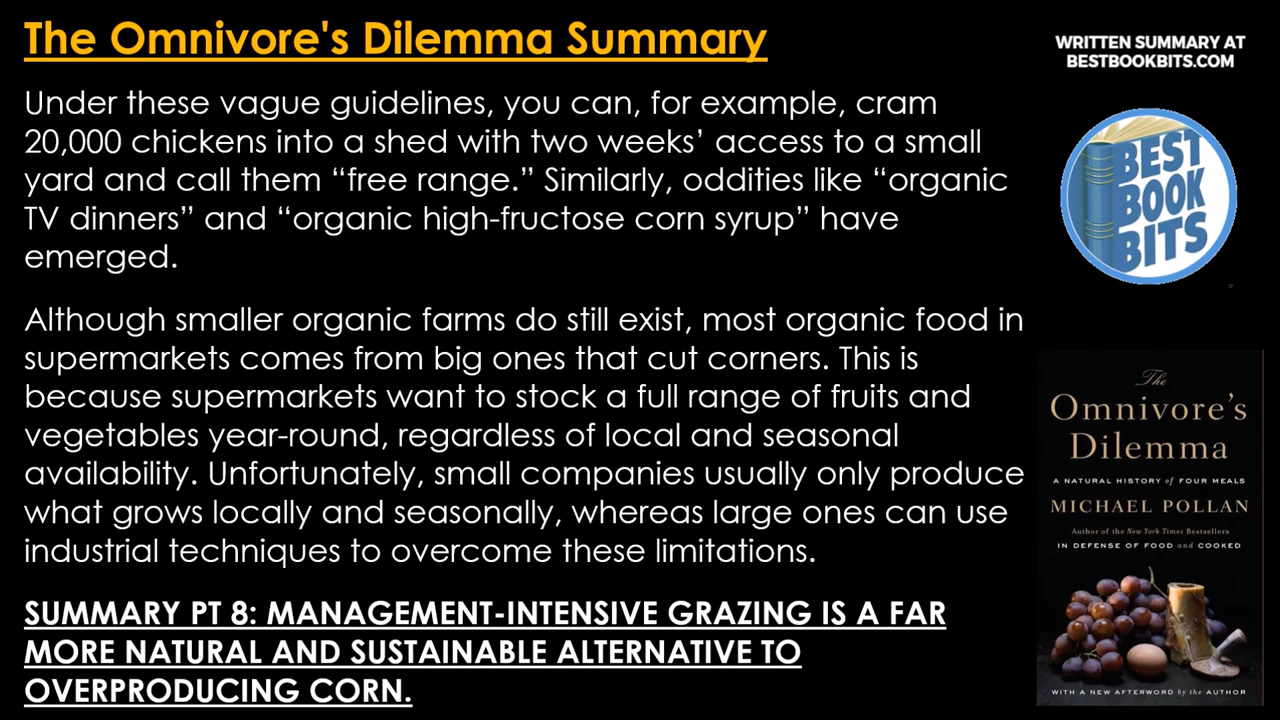 The Omnivore's Dilemma Summary
Under these vague guidelines, you can, for example, cram
20,000 chickens into a shed with two weeks’ access to a small
yard and call them “free range.” Similarly, oddities like “organic
TV dinners” and “organic high-fructose corn syrup” have
emerged.
Although smaller organic farms do still exist, most organic food in
supermarkets comes from big ones that cut corners. This is
because supermarkets want to stock a full range of fruits and
vegetables year-round, regardless of local and seasonal
availability. Unfortunately, small companies usually only produce
what grows locally and seasonally, whereas large ones can use
industrial techniques to overcome these limitations.
SUMMARY PT 8: MANAGEMENT-INTENSIVE GRAZING IS A FAR
MORE NATURAL AND SUSTAINABLE ALTERNATIVE TO
OVERPRODUCING CORN.
WRITTEN SUMMARY AT
BESTBOOKBITS.COM
BEST
BOOK
BITS
The
Omnivore's
Dilemma
A NATURAL HISTORY of FOUR MEALS
MICHAEL POLLAN
Author of the New York Times Bestsellers
IN DEFENSE OF FOOD and COOKED
WITH A NEW AFTERWORD by the AUTHOR